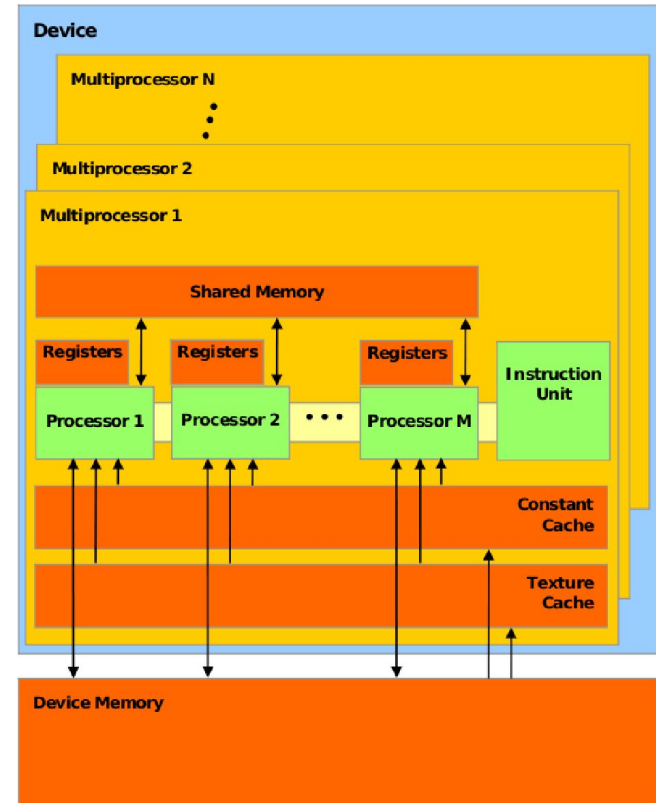 Device
Multiprocessor N
Multiprocessor 2
Multiprocessor 1
Shared Memory
Registers Registers Registers
Instruction
Unit
Processor 1 Processor 2 Processor M
Constant
Cache
Texture
Cache
Device Memory